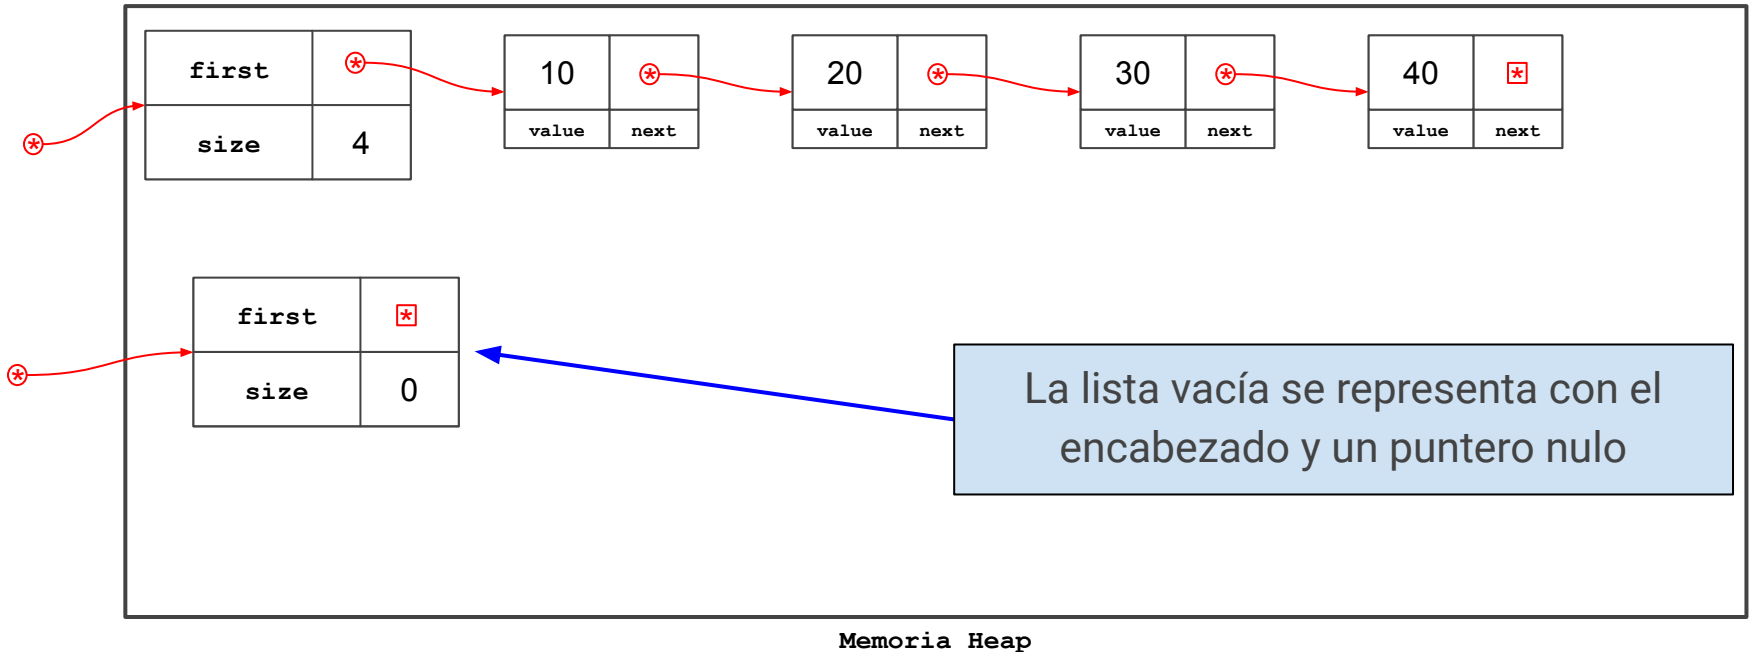 first
size 4
10 value next
20 value next
30 value next
40 value next
first
size 0
La lista vacía se representa con el
encabezado y un puntero nulo
Memoria Heap